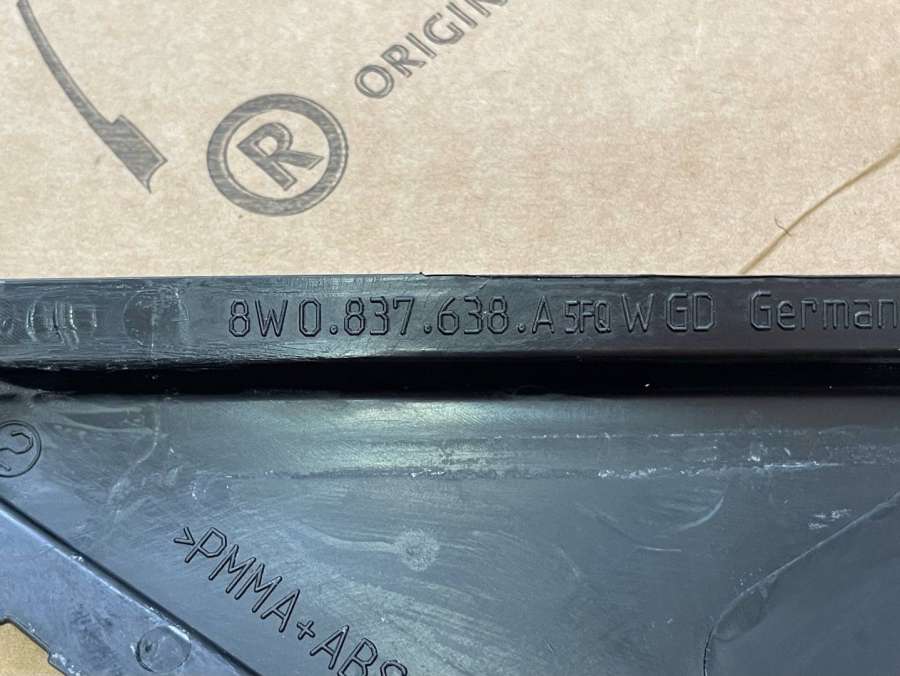 ORIGIN
®
8W0.837.638.A 5FQ WGD German
>PMMA+ABS